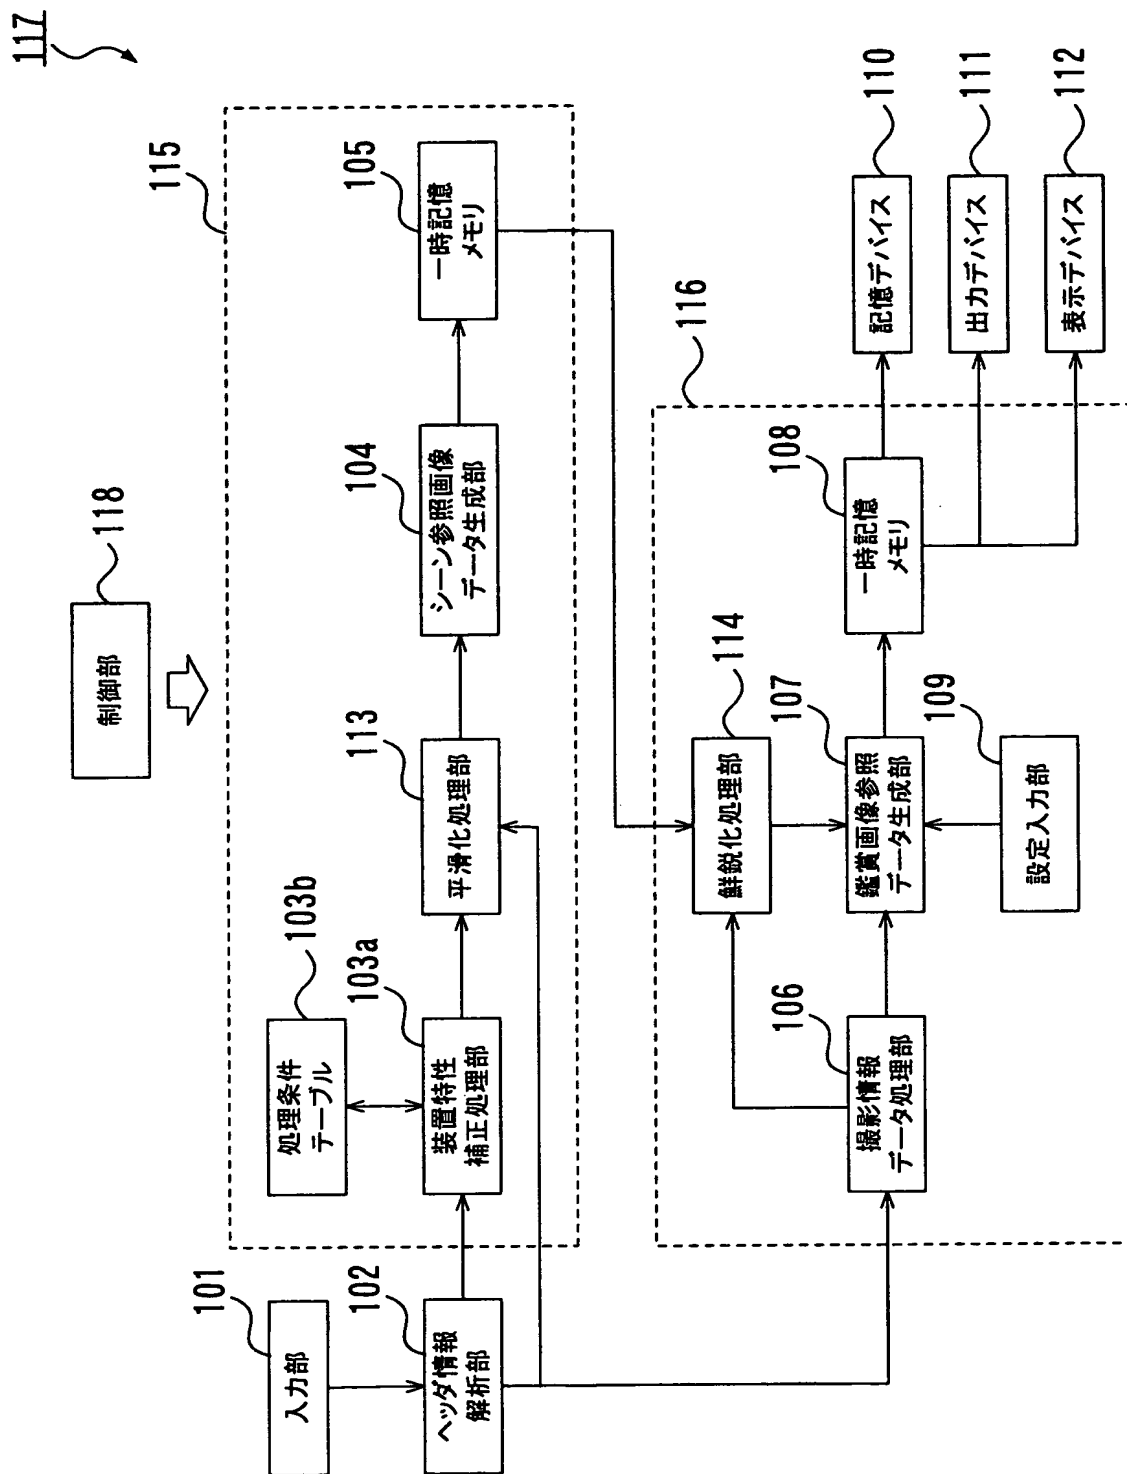 117
118
制御部
115
101
入力部
102
ヘッダ情報
解析部
103b
処理条件
テーブル
103a
装置特性
補正処理部
113
平滑化処理部
104
シーン参照画像
データ生成部
105
一時記憶
メモリ
116
106
撮影情報
データ処理部
114
鮮鋭化処理部
107
鑑賞画像参照
データ生成部
109
設定入力部
108
一時記憶
メモリ
110
記憶デバイス
111
出力デバイス
112
表示デバイス